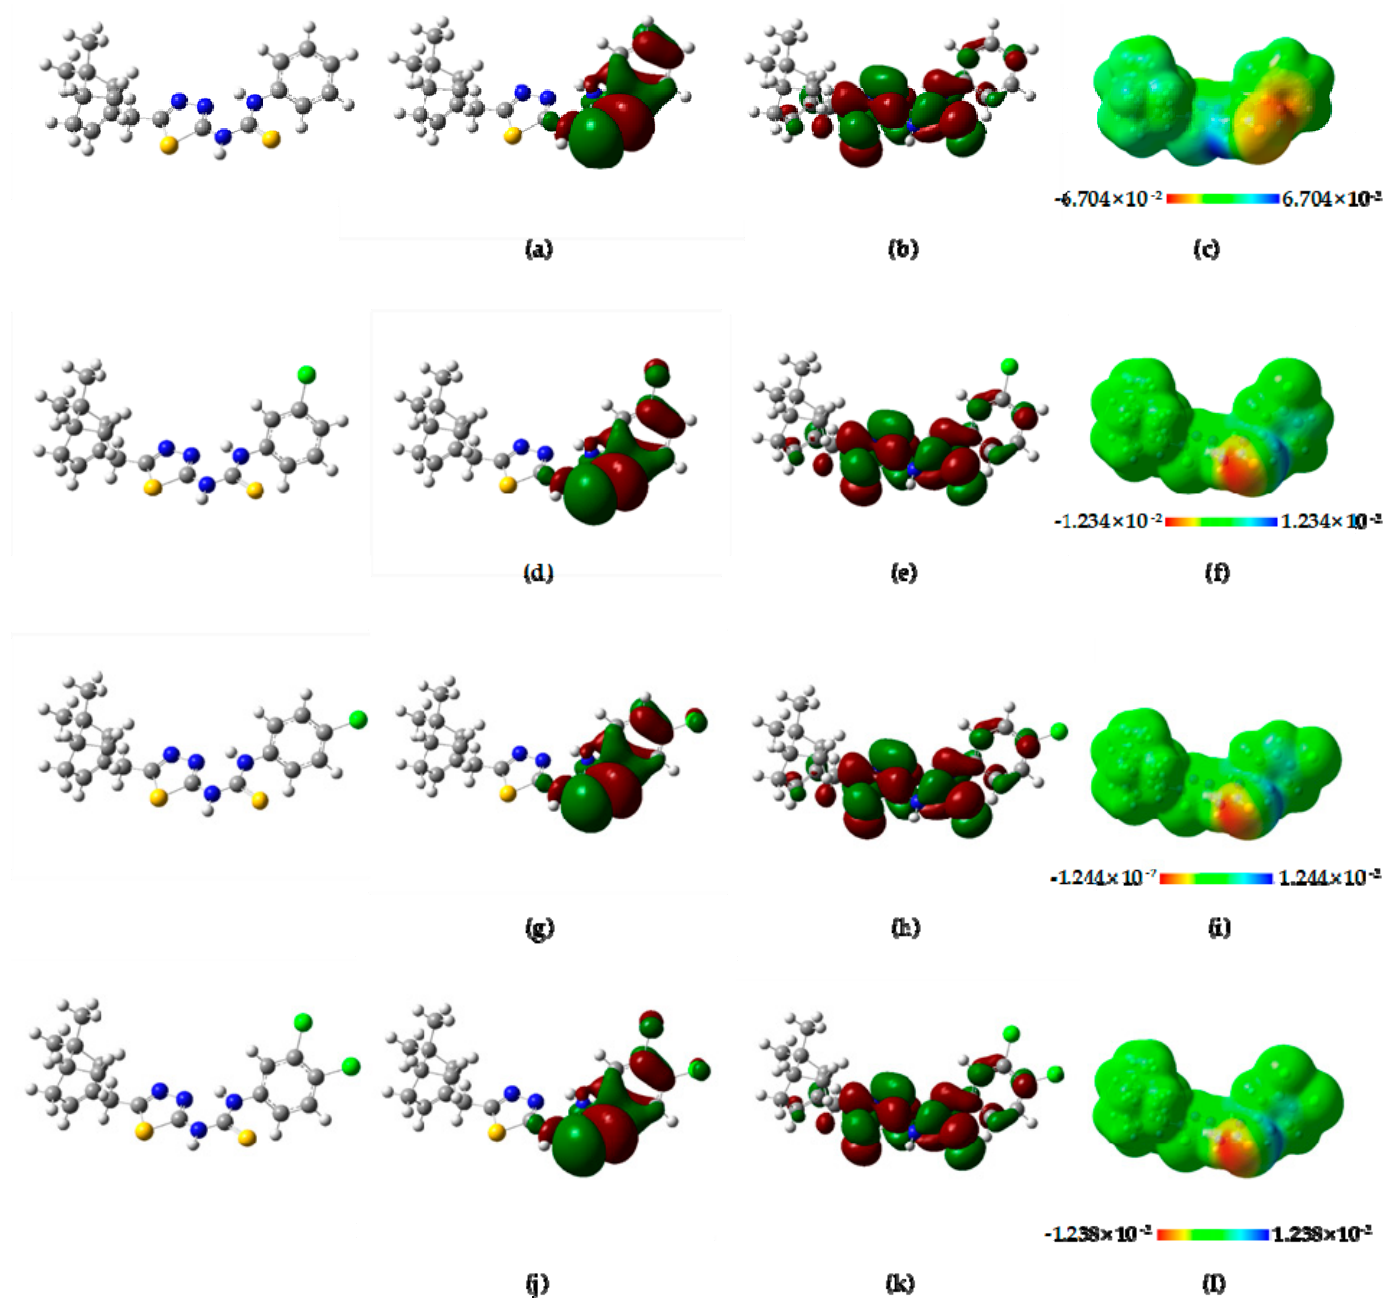 -6.704×10⁻² 6.704×10⁻²
(a) (b) (c)
-1.234×10⁻² 1.234×10⁻²
(d) (e) (f)
-1.244×10⁻⁷ 1.244×10⁻²
(g) (h) (i)
-1.238×10⁻² 1.238×10⁻²
(j) (k) (l)